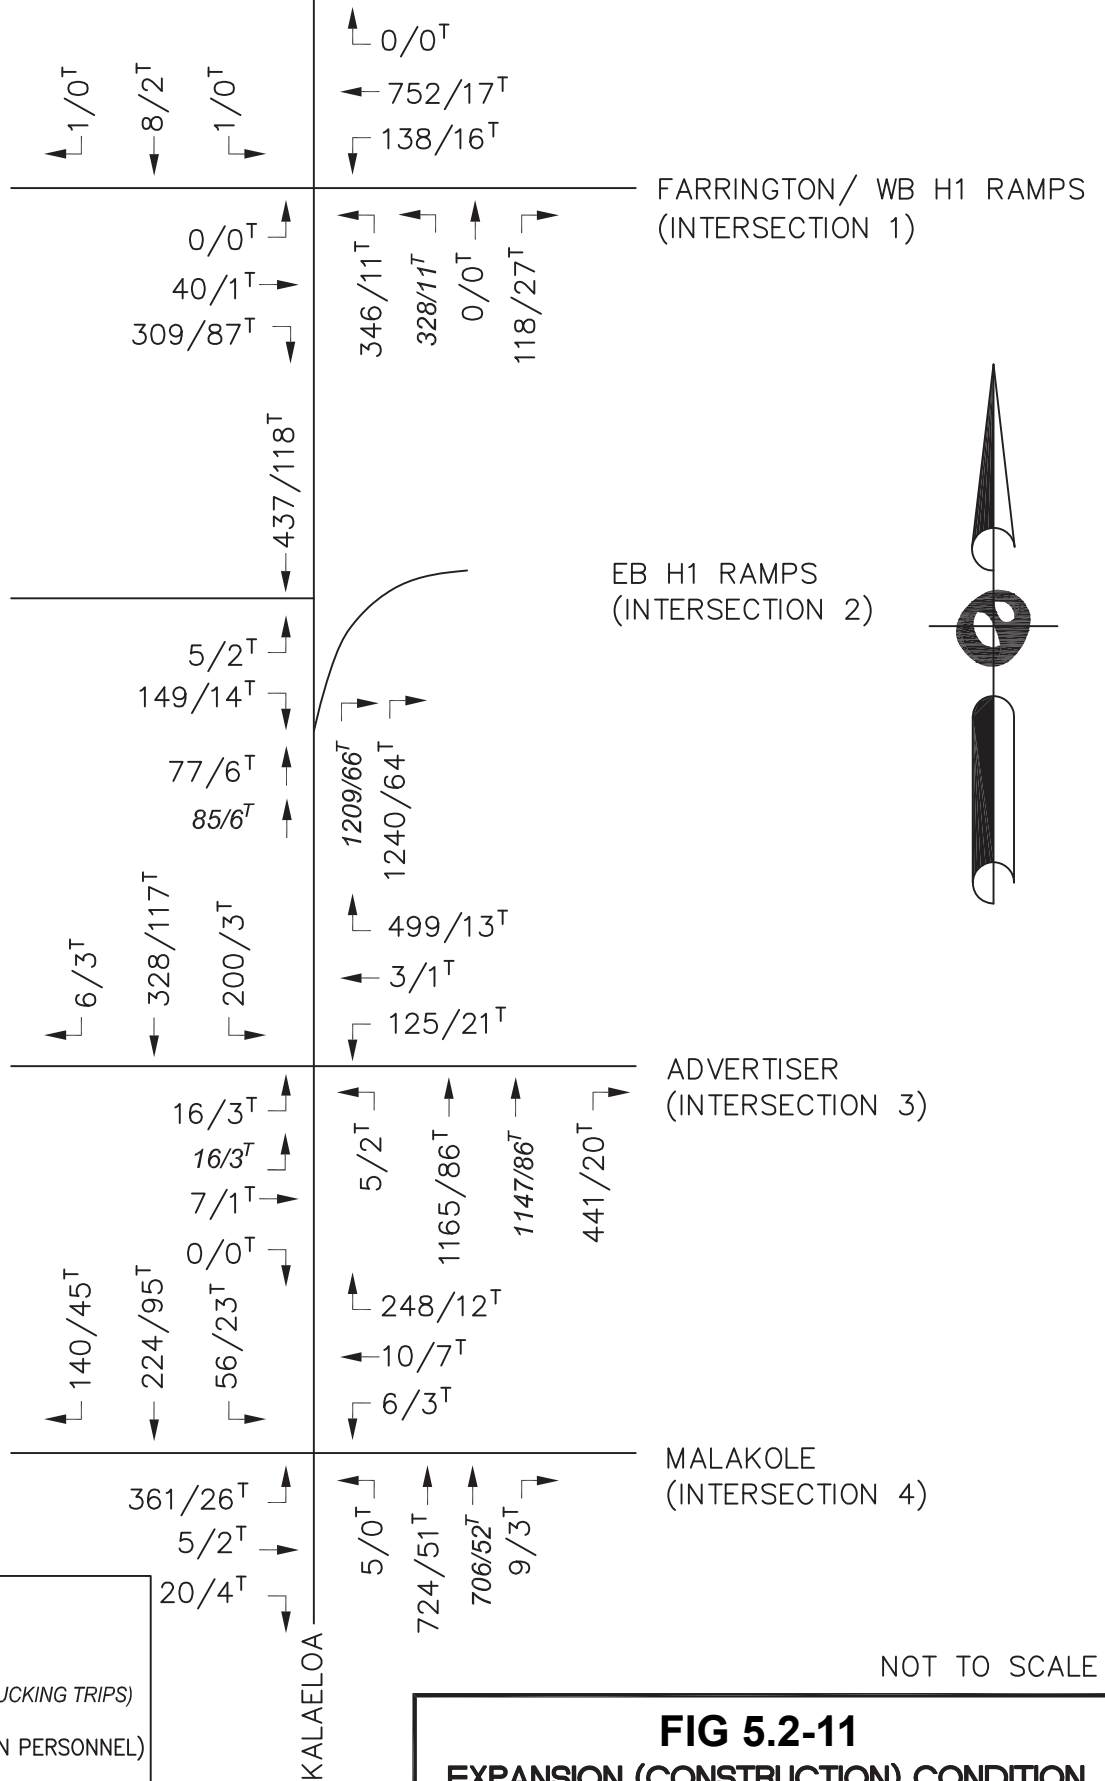 0/0T
752/17T
138/16T
1/0T
8/2T
1/0T
FARRINGTON/ WB H1 RAMPS
(INTERSECTION 1)
0/0T
40/1T
309/87T
346/11T
328/11T
0/0T
118/27T
437/118T
EB H1 RAMPS
(INTERSECTION 2)
5/2T
149/14T
77/6T
85/6T
1209/66T
1240/64T
6/3T
328/117T
200/3T
499/13T
3/1T
125/21T
ADVERTISER
(INTERSECTION 3)
16/3T
16/3T
7/1T
0/0T
5/2T
1165/86T
1147/86T
441/20T
140/45T
224/95T
56/23T
248/12T
10/7T
6/3T
MALAKOLE
(INTERSECTION 4)
361/26T
5/2T
20/4T
5/0T
724/51T
706/52T
9/3T
KALAELOA
NOT TO SCALE
UCKING TRIPS)
N PERSONNEL)
FIG 5.2-11
EXPANSION (CONSTRUCTION) CONDITION